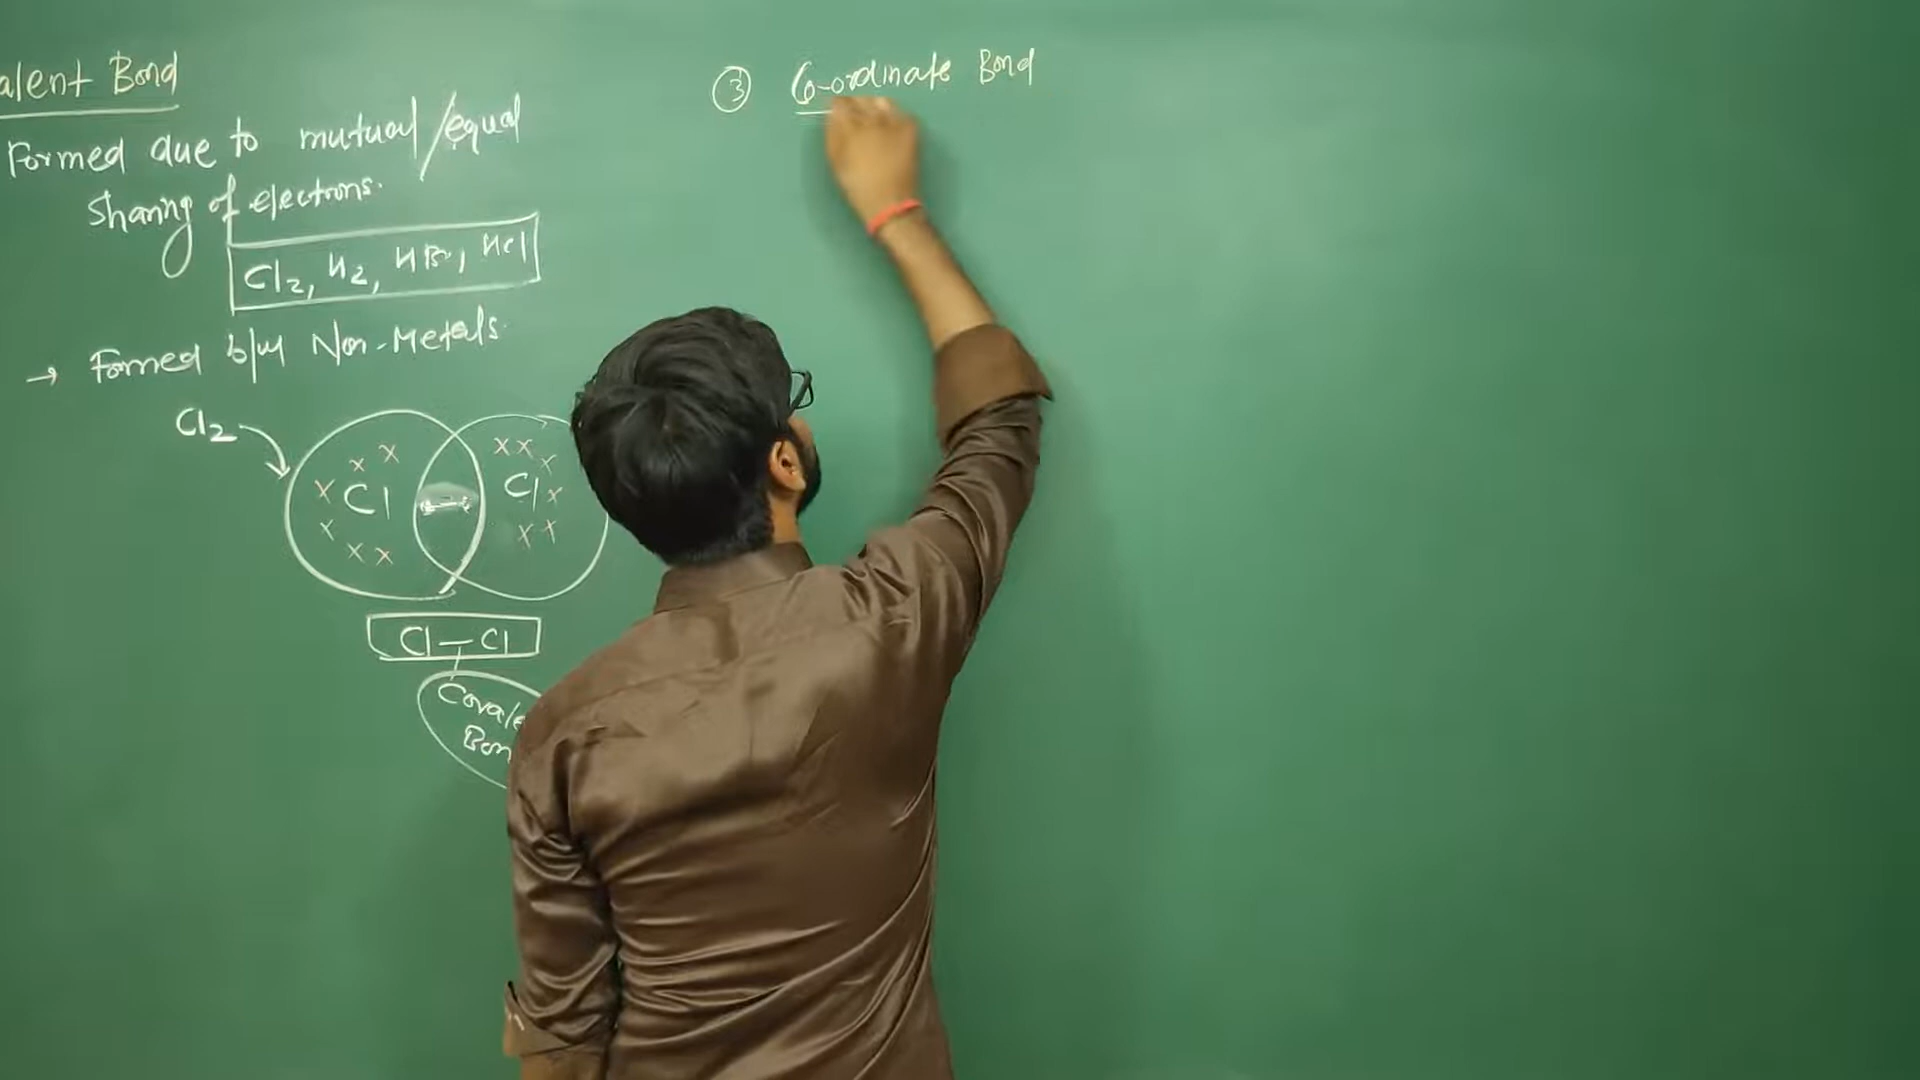 alent Bond
Formed due to mutual/equal
Sharing of electrons.
Cl2, H2, HBr, HCl
→ Formed b/w Non-Metals.
Cl2
x x
x Cl
x
x x
x x x
Cl x
x x
Cl - Cl
Covale
Bon
③ Co-ordinate Bond